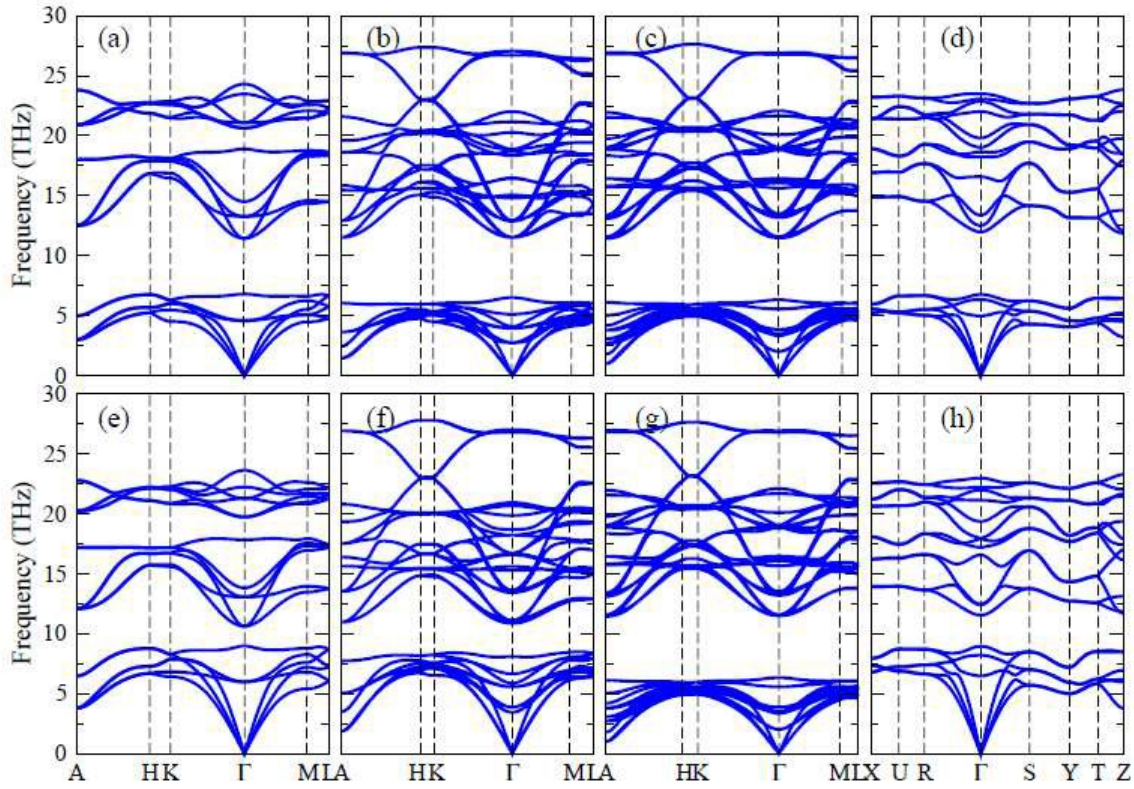 30 (a) (b) (c) (d)
25
20
15
10
5
0
Frequency (THz)
30 (e) (f) (g) (h)
25
20
15
10
5
0
Frequency (THz)
A H K Γ M L A H K Γ M L A H K Γ M L X U R Γ S Y T Z